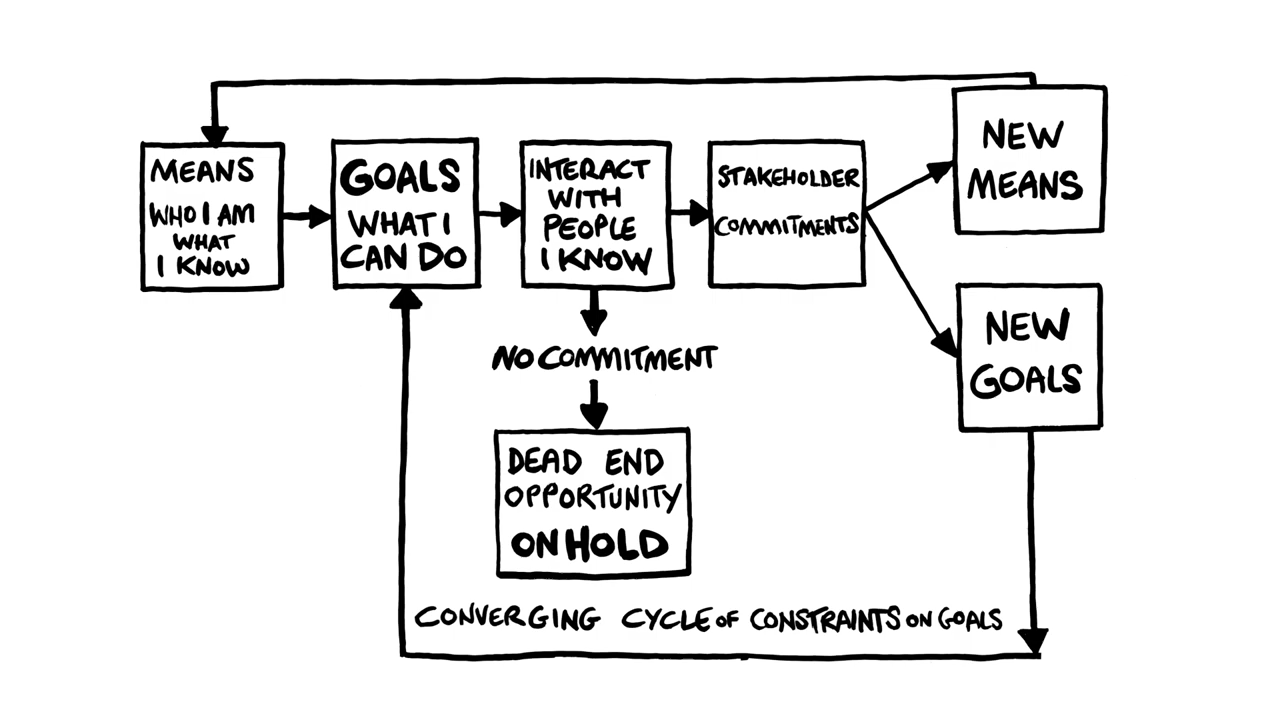 MEANS
WHO I AM
WHAT
I KNOW
GOALS
WHAT I
CAN DO
INTERACT
WITH
PEOPLE
I KNOW
STAKEHOLDER
COMMITMENTS
NEW
MEANS
NEW
GOALS
NO COMMITMENT
DEAD END
OPPORTUNITY
ON HOLD
CONVERGING CYCLE OF CONSTRAINTS ON GOALS